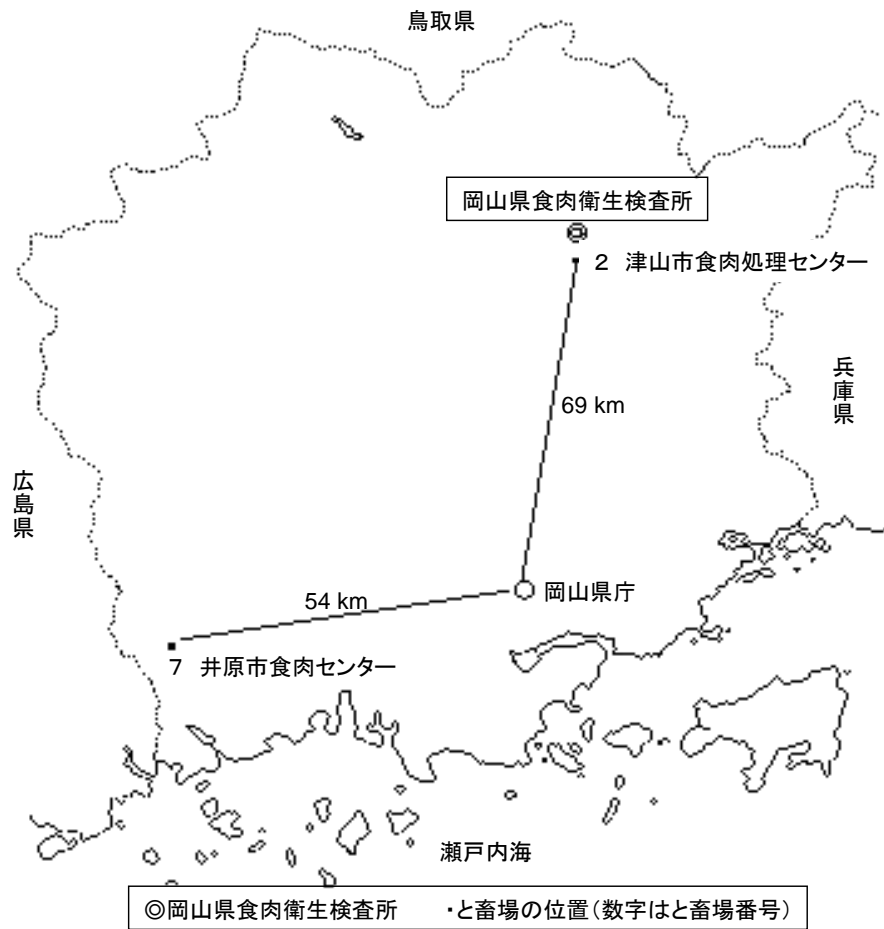 鳥取県
岡山県食肉衛生検査所
2 津山市食肉処理センター
兵庫県
69 km
広島県
岡山県庁
54 km
7 井原市食肉センター
瀬戸内海
◎岡山県食肉衛生検査所 ・と畜場の位置(数字はと畜場番号)